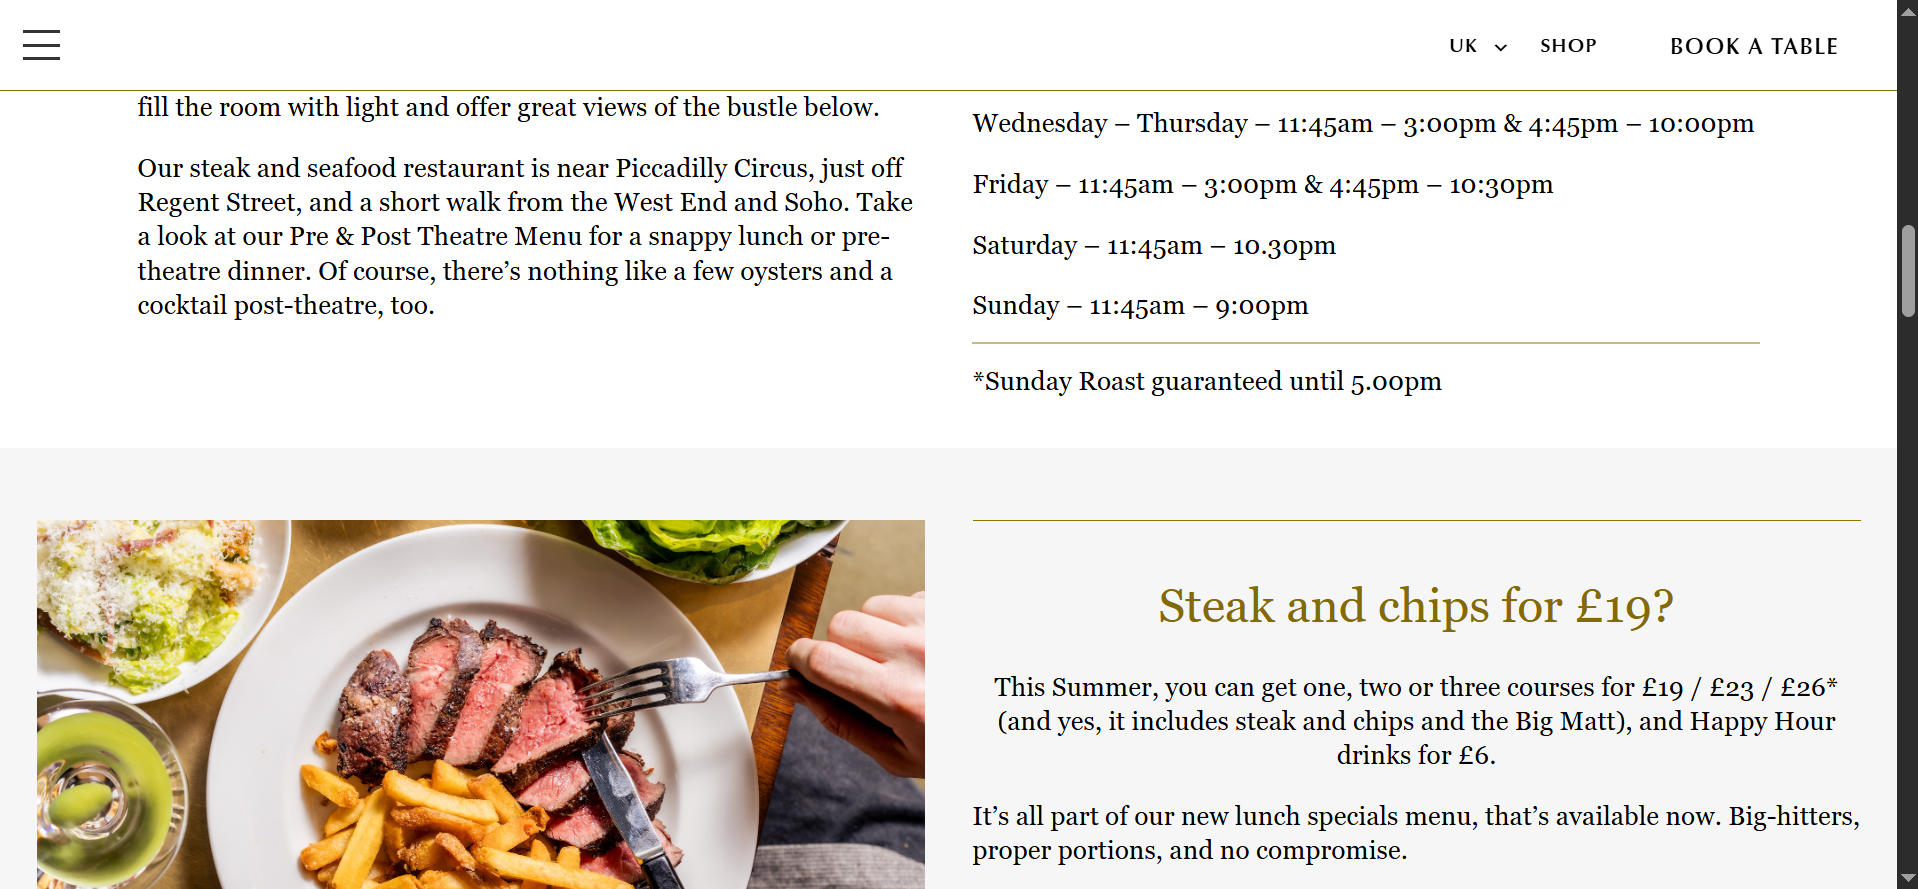 UK SHOP BOOK A TABLE
fill the room with light and offer great views of the bustle below.
Our steak and seafood restaurant is near Piccadilly Circus, just off
Regent Street, and a short walk from the West End and Soho. Take
a look at our Pre & Post Theatre Menu for a snappy lunch or pre-
theatre dinner. Of course, there’s nothing like a few oysters and a
cocktail post-theatre, too.
Wednesday – Thursday – 11:45am – 3:00pm & 4:45pm – 10:00pm
Friday – 11:45am – 3:00pm & 4:45pm – 10:30pm
Saturday – 11:45am – 10.30pm
Sunday – 11:45am – 9:00pm
*Sunday Roast guaranteed until 5.00pm
Steak and chips for £19?
This Summer, you can get one, two or three courses for £19 / £23 / £26*
(and yes, it includes steak and chips and the Big Matt), and Happy Hour
drinks for £6.
It’s all part of our new lunch specials menu, that’s available now. Big-hitters,
proper portions, and no compromise.